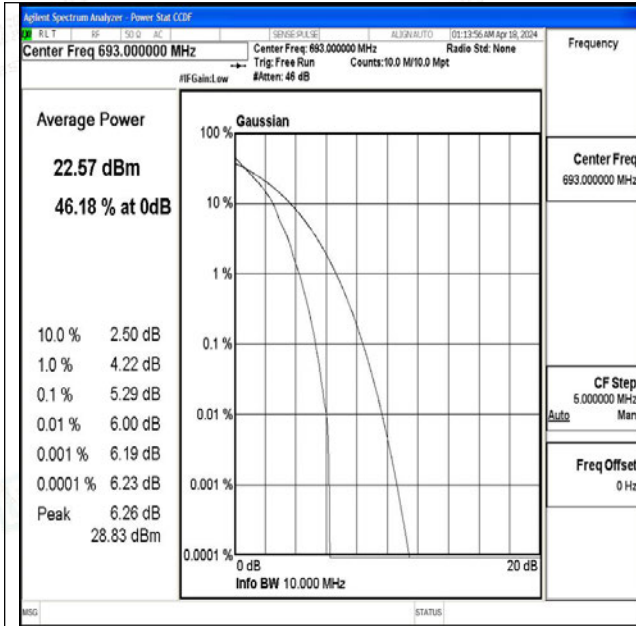 Agilent Spectrum Analyzer - Power Stat CCDF
RLT RF 50 Ω AC SENSE:PULSE ALIGNAUTO 01:13:56 AM Apr 18, 2024
Center Freq 693.000000 MHz
Center Freq: 693.000000 MHz Radio Std: None
Trig: Free Run Counts:10.0 M/10.0 Mpt
#IFGain:Low #Atten: 46 dB
Frequency
Average Power
22.57 dBm
46.18 % at 0dB
10.0 % 2.50 dB
1.0 % 4.22 dB
0.1 % 5.29 dB
0.01 % 6.00 dB
0.001 % 6.19 dB
0.0001 % 6.23 dB
Peak 6.26 dB
28.83 dBm
Gaussian
100 %
10 %
1 %
0.1 %
0.01 %
0.001 %
0.0001 %
0 dB 20 dB
Info BW 10.000 MHz
Center Freq
693.000000 MHz
CF Step
5.000000 MHz
Auto Man
Freq Offset
0 Hz
MSG STATUS